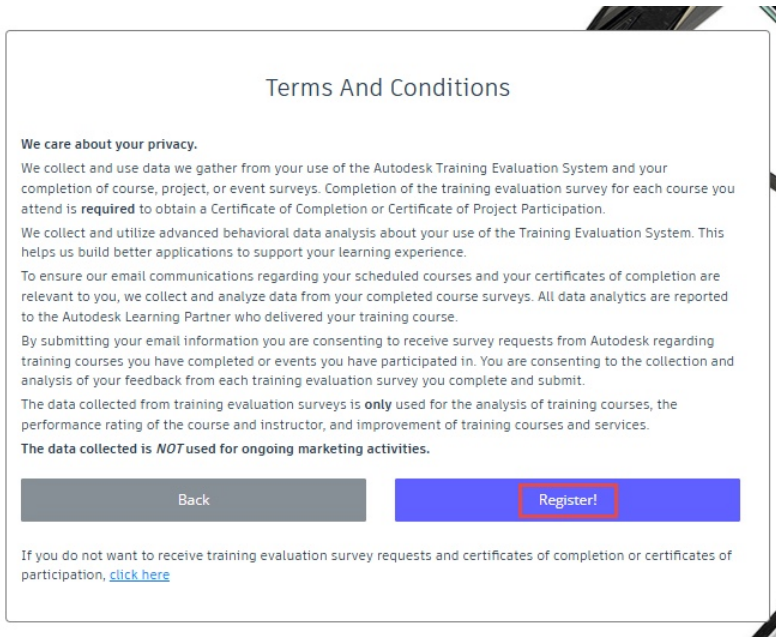 Terms And Conditions
We care about your privacy.
We collect and use data we gather from your use of the Autodesk Training Evaluation System and your
completion of course, project, or event surveys. Completion of the training evaluation survey for each course you
attend is required to obtain a Certificate of Completion or Certificate of Project Participation.
We collect and utilize advanced behavioral data analysis about your use of the Training Evaluation System. This
helps us build better applications to support your learning experience.
To ensure our email communications regarding your scheduled courses and your certificates of completion are
relevant to you, we collect and analyze data from your completed course surveys. All data analytics are reported
to the Autodesk Learning Partner who delivered your training course.
By submitting your email information you are consenting to receive survey requests from Autodesk regarding
training courses you have completed or events you have participated in. You are consenting to the collection and
analysis of your feedback from each training evaluation survey you complete and submit.
The data collected from training evaluation surveys is only used for the analysis of training courses, the
performance rating of the course and instructor, and improvement of training courses and services.
The data collected is NOT used for ongoing marketing activities.
Back
Register!
If you do not want to receive training evaluation survey requests and certificates of completion or certificates of
participation, click here